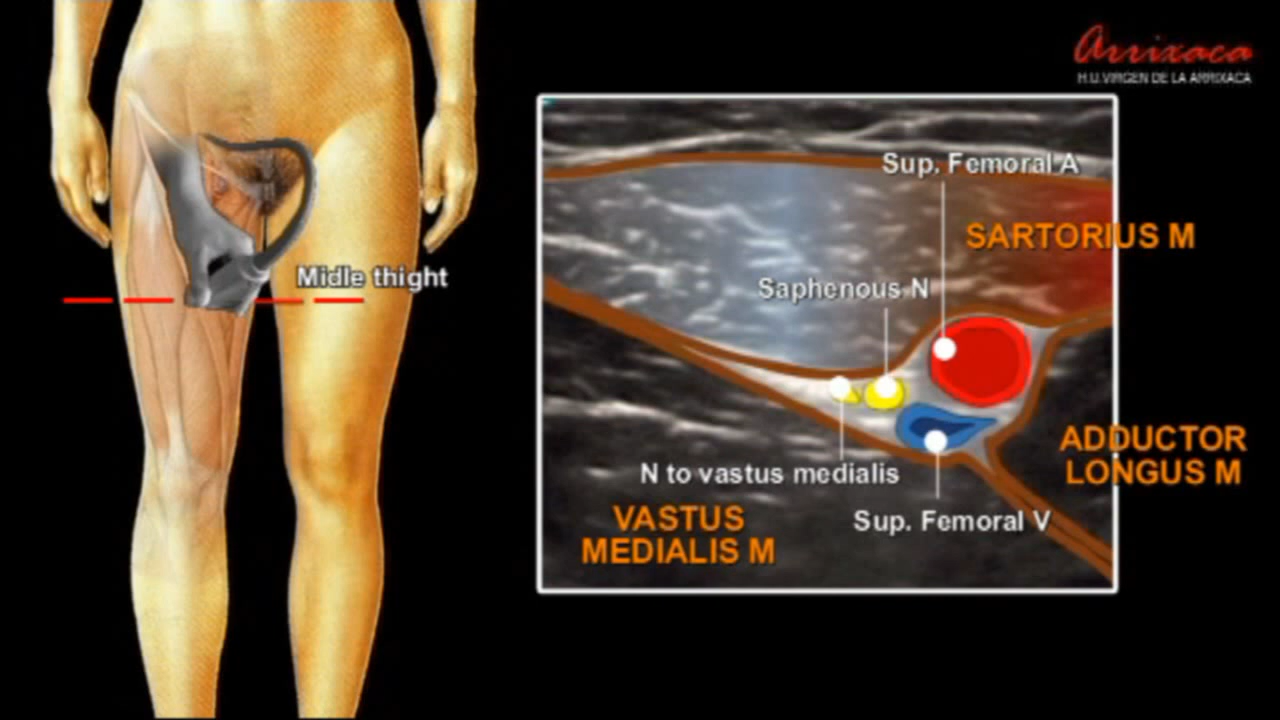 Arrixaca
H.U.VIRGEN DE LA ARRIXACA
Sup. Femoral A
SARTORIUS M
Midle thight
Saphenous N
ADDUCTOR
LONGUS M
N to vastus medialis
VASTUS
MEDIALIS M
Sup. Femoral V